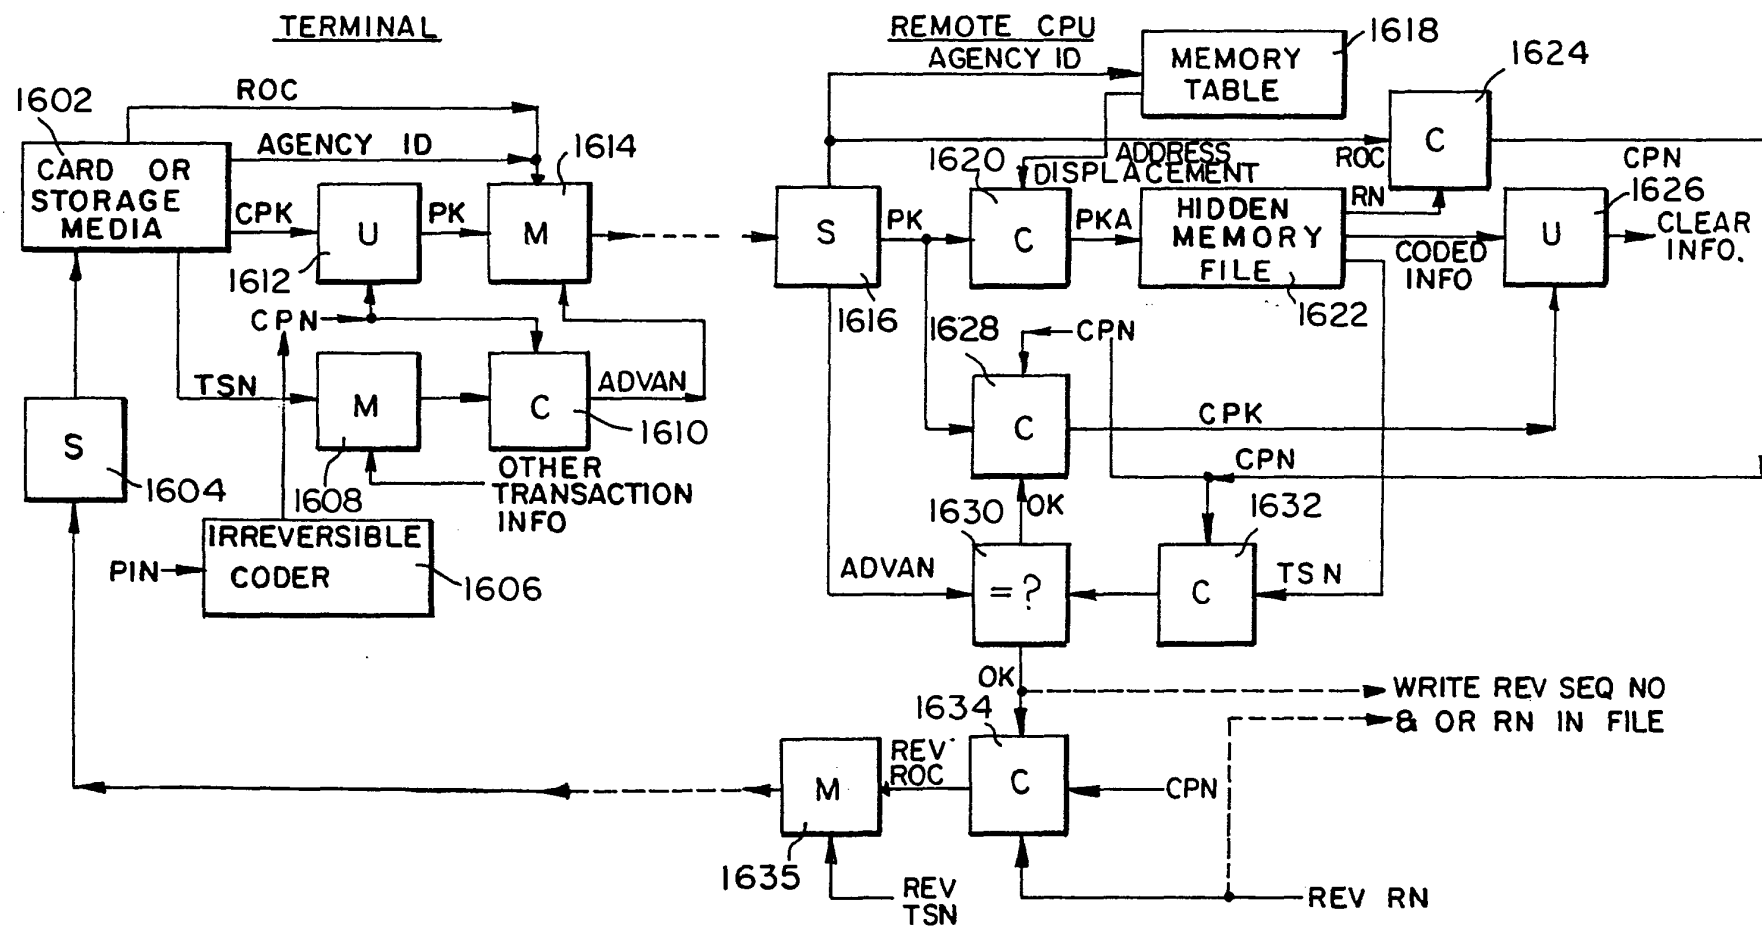 TERMINAL
REMOTE CPU
1602
ROC
AGENCY ID
CARD OR
STORAGE
MEDIA
CPK
U
1612
PK
M
1614
CPN
TSN
M
1608
C
ADVAN
1610
OTHER
TRANSACTION
INFO
S
1604
IRREVERSIBLE
CODER
PIN
1606
AGENCY ID
MEMORY
TABLE
1618
1624
C
ROC
CPN
ADDRESS
DISPLACEMENT
1620
S
1616
PK
C
PKA
HIDDEN
MEMORY
FILE
1622
RN
CODED
INFO
U
1626
CLEAR
INFO.
1628
CPN
C
CPK
CPN
OK
1630
= ?
ADVAN
1632
C
TSN
OK
WRITE REV SEQ NO
& OR RN IN FILE
1634
C
CPN
REV
ROC
M
1635
REV
TSN
REV RN